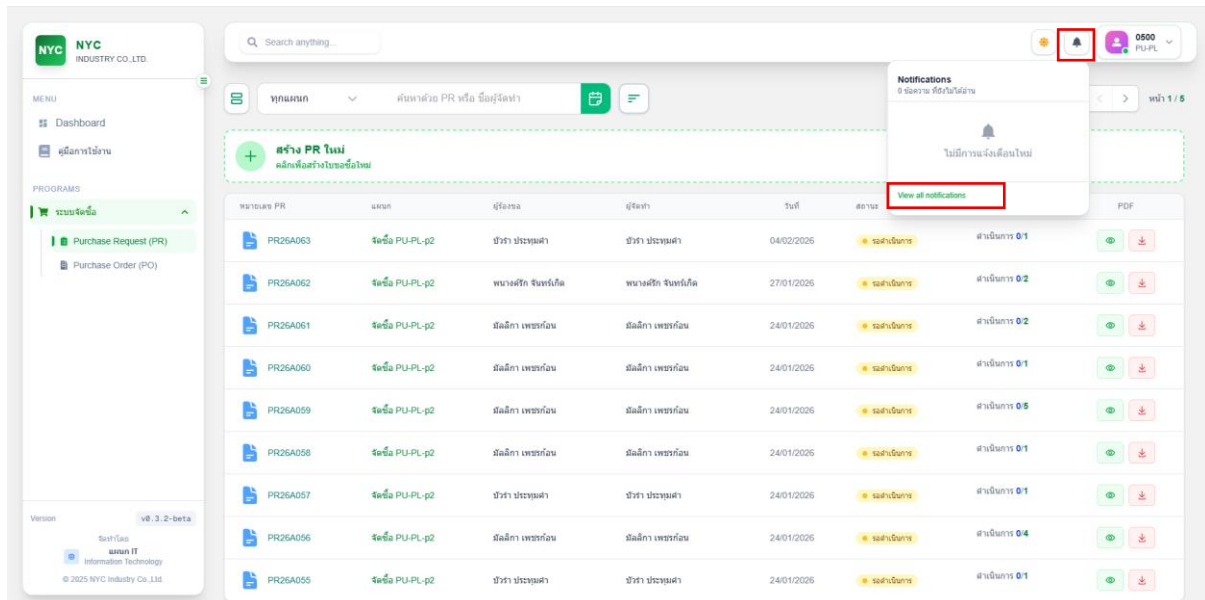 NYC
NYC
INDUSTRY CO.,LTD.
Search anything...
0500
PU-PL
MENU
Dashboard
คู่มือการใช้งาน
PROGRAMS
ระบบจัดซื้อ
Purchase Request (PR)
Purchase Order (PO)
ทุกแผนก
ค้นหาด้วย PR หรือ ชื่อผู้จัดทำ
หน้า 1 / 5
Notifications
0 ข้อความ ที่ยังไม่ได้อ่าน
ไม่มีการแจ้งเตือนใหม่
View all notifications
สร้าง PR ใหม่
คลิกเพื่อสร้างใบขอซื้อใหม่
หมายเลข PR แผนก ผู้ร้องขอ ผู้จัดทำ วันที่ สถานะ PDF
PR26A063 จัดซื้อ PU-PL-p2 บัวรำ ประทุมคำ บัวรำ ประทุมคำ 04/02/2026 รอดำเนินการ ดำเนินการ 0/1
PR26A062 จัดซื้อ PU-PL-p2 27/01/2026 รอดำเนินการ ดำเนินการ 0/2
PR26A061 จัดซื้อ PU-PL-p2 มัลลิกา เพชรก้อน มัลลิกา เพชรก้อน 24/01/2026 รอดำเนินการ ดำเนินการ 0/2
PR26A060 จัดซื้อ PU-PL-p2 มัลลิกา เพชรก้อน มัลลิกา เพชรก้อน 24/01/2026 รอดำเนินการ ดำเนินการ 0/1
PR26A059 จัดซื้อ PU-PL-p2 มัลลิกา เพชรก้อน มัลลิกา เพชรก้อน 24/01/2026 รอดำเนินการ ดำเนินการ 0/5
PR26A058 จัดซื้อ PU-PL-p2 มัลลิกา เพชรก้อน มัลลิกา เพชรก้อน 24/01/2026 รอดำเนินการ ดำเนินการ 0/1
PR26A057 จัดซื้อ PU-PL-p2 บัวรำ ประทุมคำ บัวรำ ประทุมคำ 24/01/2026 รอดำเนินการ ดำเนินการ 0/1
PR26A056 จัดซื้อ PU-PL-p2 มัลลิกา เพชรก้อน มัลลิกา เพชรก้อน 24/01/2026 รอดำเนินการ ดำเนินการ 0/4
PR26A055 จัดซื้อ PU-PL-p2 บัวรำ ประทุมคำ บัวรำ ประทุมคำ 24/01/2026 รอดำเนินการ ดำเนินการ 0/1
Version v0.3.2-beta
จัดทำโดย
แผนก IT
Information Technology
© 2025 NYC Industry Co.,Ltd.